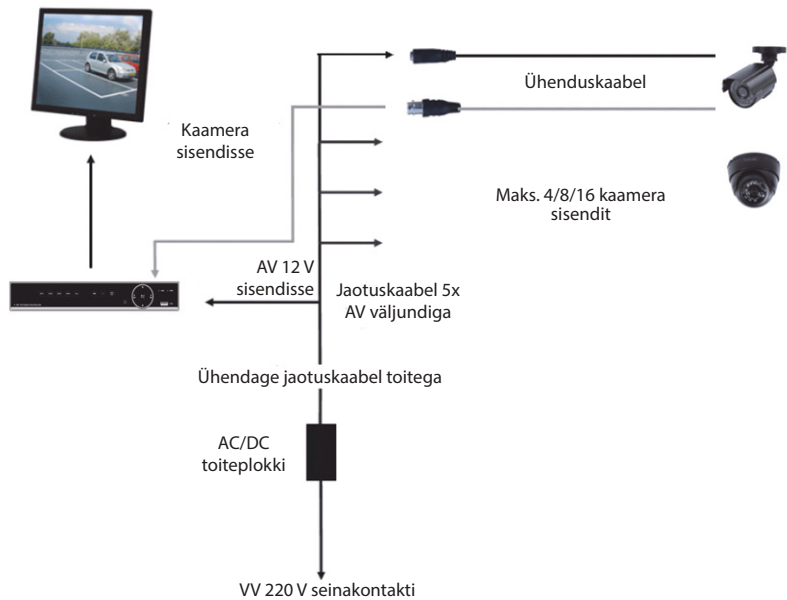 Ühenduskaabel
Kaamera
sisendisse
Maks. 4/8/16 kaamera
sisendit
AV 12 V
sisendisse
Jaotuskaabel 5x
AV väljundiga
Ühendage jaotuskaabel toitega
AC/DC
toiteplokki
VV 220 V seinakontakti